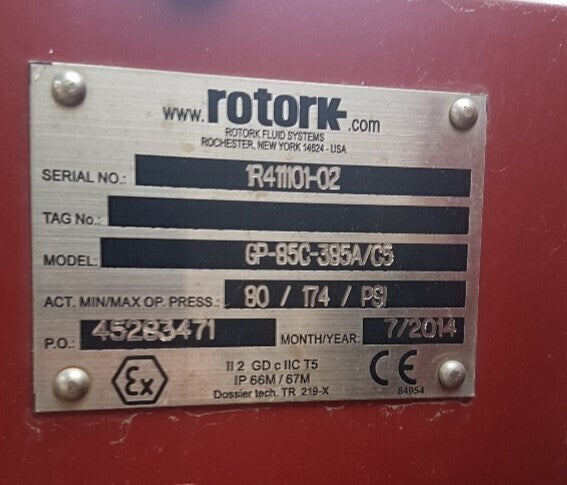 www.rotork.com
ROTORK FLUID SYSTEMS
ROCHESTER, NEW YORK 14624 - USA
SERIAL NO.: 1R411101-02
TAG No.:
MODEL: GP-85C-385A/C5
ACT. MIN/MAX OP. PRESS.: 80 / 174 / PSI
P.O.: 45283471 MONTH/YEAR: 7/2014
Ex II 2 GD c IIC T5 CE
IP 66M / 67M
Dossier tech. TR 219-X 84954